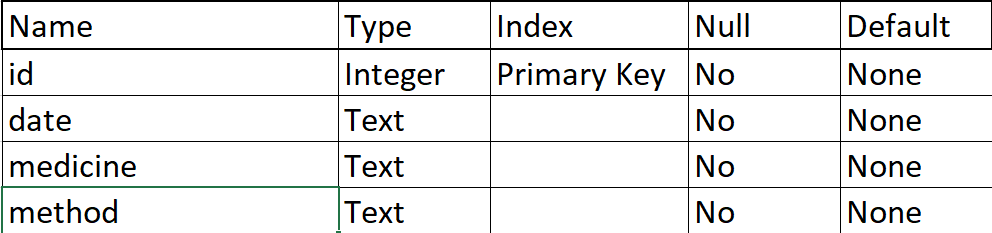 Name Type Index Null Default
id Integer Primary Key No None
date Text No None
medicine Text No None
method Text No None